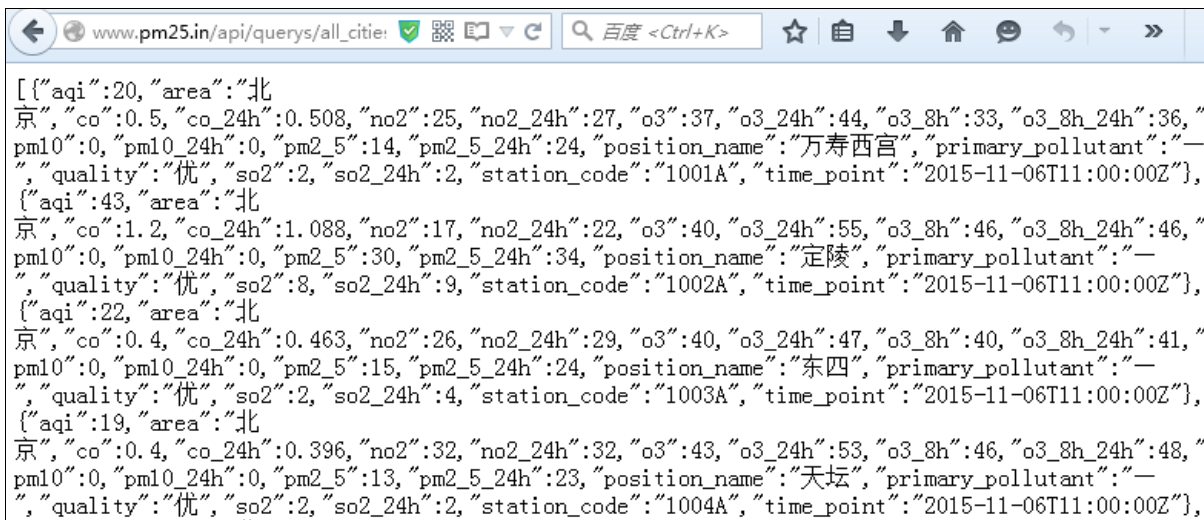 www.pm25.in/api/querys/all_citie: 百度 <Ctrl+K>
[{"aqi":20,"area":"北
京","co":0.5,"co_24h":0.508,"no2":25,"no2_24h":27,"o3":37,"o3_24h":44,"o3_8h":33,"o3_8h_24h":36,"
pm10":0,"pm10_24h":0,"pm2_5":14,"pm2_5_24h":24,"position_name":"万寿西宫","primary_pollutant":"—
","quality":"优","so2":2,"so2_24h":2,"station_code":"1001A","time_point":"2015-11-06T11:00:00Z"},
{"aqi":43,"area":"北
京","co":1.2,"co_24h":1.088,"no2":17,"no2_24h":22,"o3":40,"o3_24h":55,"o3_8h":46,"o3_8h_24h":46,"
pm10":0,"pm10_24h":0,"pm2_5":30,"pm2_5_24h":34,"position_name":"定陵","primary_pollutant":"—
","quality":"优","so2":8,"so2_24h":9,"station_code":"1002A","time_point":"2015-11-06T11:00:00Z"},
{"aqi":22,"area":"北
京","co":0.4,"co_24h":0.463,"no2":26,"no2_24h":29,"o3":40,"o3_24h":47,"o3_8h":40,"o3_8h_24h":41,"
pm10":0,"pm10_24h":0,"pm2_5":15,"pm2_5_24h":24,"position_name":"东四","primary_pollutant":"—
","quality":"优","so2":2,"so2_24h":4,"station_code":"1003A","time_point":"2015-11-06T11:00:00Z"},
{"aqi":19,"area":"北
京","co":0.4,"co_24h":0.396,"no2":32,"no2_24h":32,"o3":43,"o3_24h":53,"o3_8h":46,"o3_8h_24h":48,"
pm10":0,"pm10_24h":0,"pm2_5":13,"pm2_5_24h":23,"position_name":"天坛","primary_pollutant":"—
","quality":"优","so2":2,"so2_24h":2,"station_code":"1004A","time_point":"2015-11-06T11:00:00Z"},